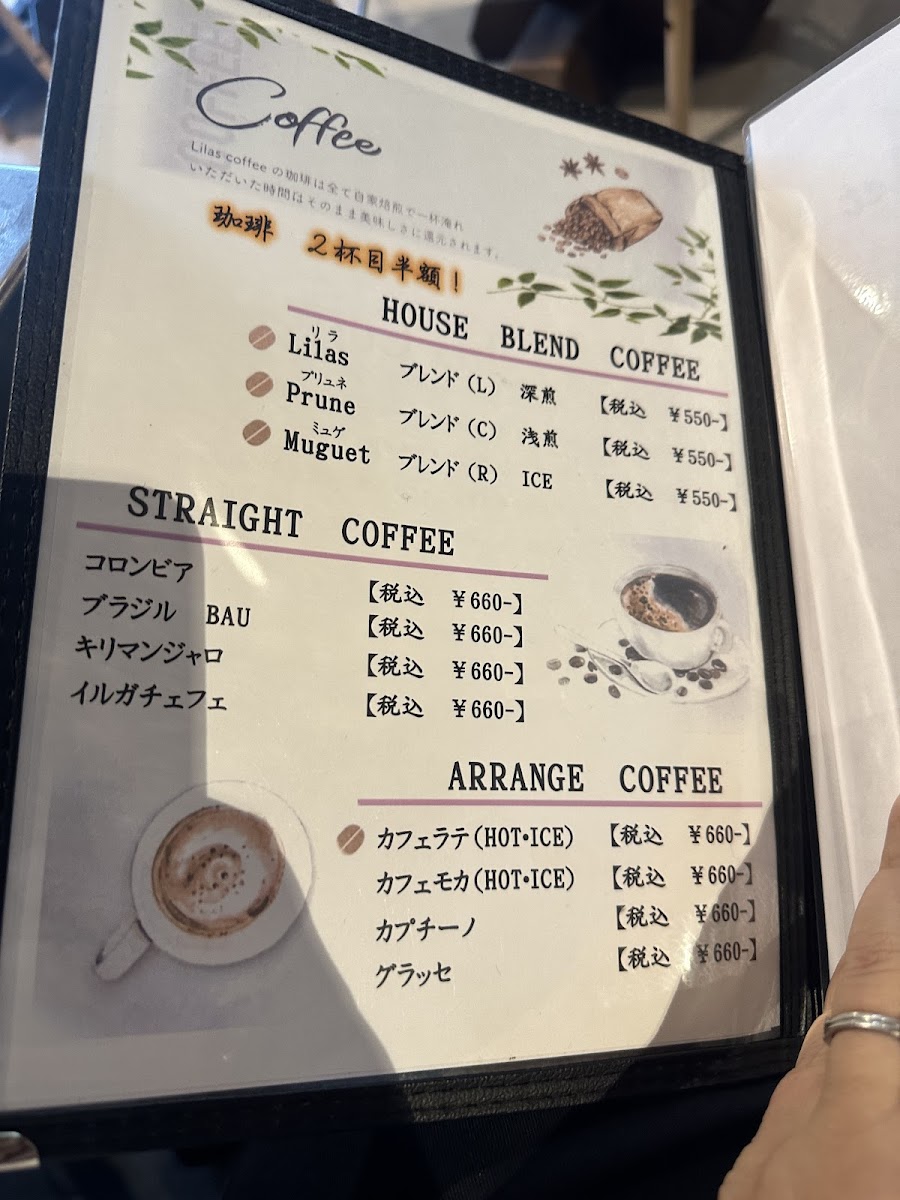 Coffee
Lilas coffee の珈琲は全て自家焙煎で一杯淹れ
いただいた時間はそのまま美味しさに還元されます。
珈琲 2杯目半額！
HOUSE BLEND COFFEE
リラ
Lilas ブレンド（L） 深煎 【税込 ￥550-】
プリュネ
Prune ブレンド（C） 浅煎 【税込 ￥550-】
ミュゲ
Muguet ブレンド（R） ICE 【税込 ￥550-】
STRAIGHT COFFEE
コロンビア 【税込 ￥660-】
ブラジル BAU 【税込 ￥660-】
キリマンジャロ 【税込 ￥660-】
イルガチェフェ 【税込 ￥660-】
ARRANGE COFFEE
カフェラテ(HOT・ICE) 【税込 ￥660-】
カフェモカ(HOT・ICE) 【税込 ￥660-】
カプチーノ 【税込 ￥660-】
グラッセ 【税込 ￥660-】